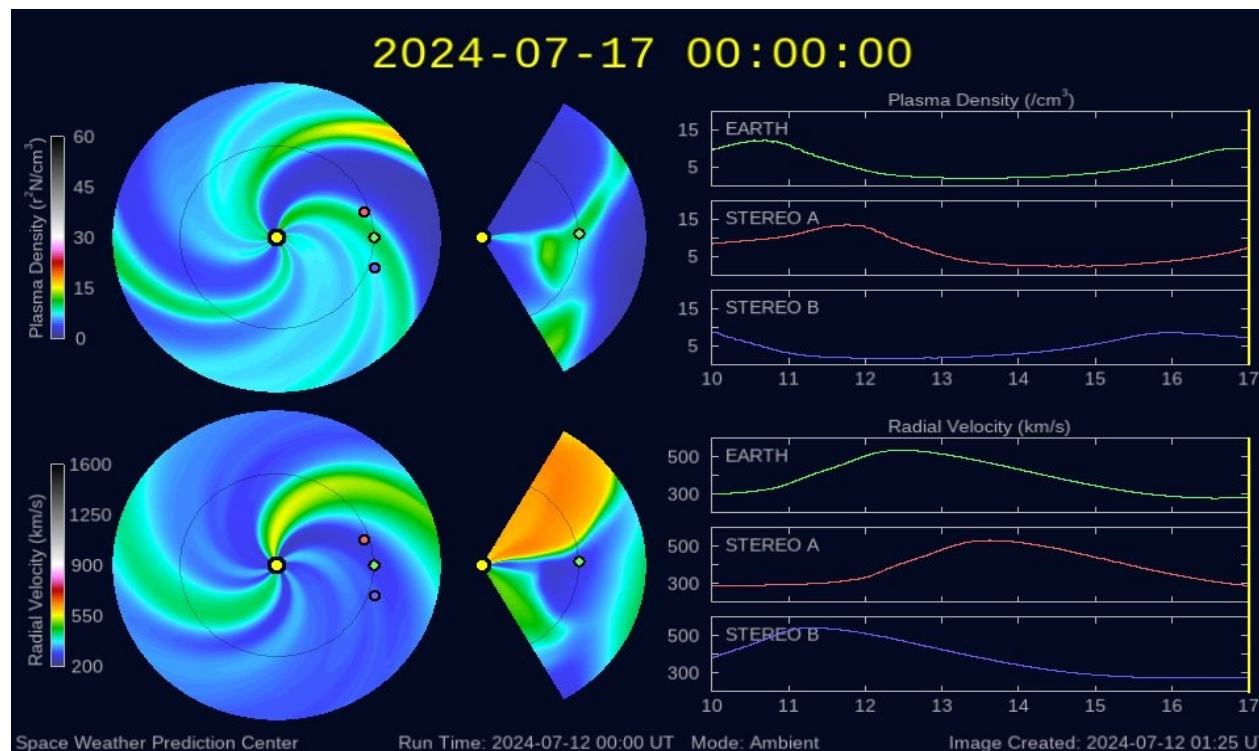 2024-07-17 00:00:00
Plasma Density (r²N/cm³)
60
45
30
15
0
Plasma Density (/cm³)
15
5
EARTH
15
5
STEREO A
15
5
STEREO B
10 11 12 13 14 15 16 17
Radial Velocity (km/s)
1600
1250
900
550
200
Radial Velocity (km/s)
500
300
EARTH
500
300
STEREO A
500
300
STEREO B
10 11 12 13 14 15 16 17
Space Weather Prediction Center Run Time: 2024-07-12 00:00 UT Mode: Ambient Image Created: 2024-07-12 01:25